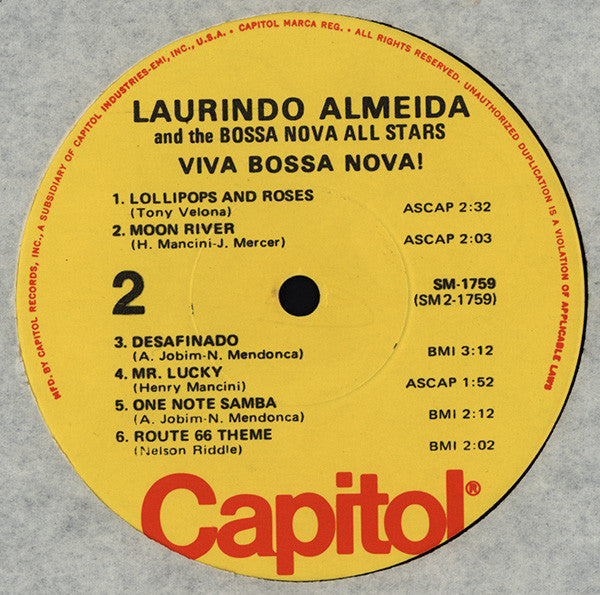 MFD. BY CAPITOL RECORDS, INC., A SUBSIDIARY OF CAPITOL INDUSTRIES-EMI, INC., U.S.A. • CAPITOL MARCA REG. • ALL RIGHTS RESERVED. UNAUTHORIZED DUPLICATION IS A VIOLATION OF APPLICABLE LAWS
LAURINDO ALMEIDA
and the BOSSA NOVA ALL STARS
VIVA BOSSA NOVA!
1. LOLLIPOPS AND ROSES
(Tony Velona) ASCAP 2:32
2. MOON RIVER
(H. Mancini-J. Mercer) ASCAP 2:03
2
SM-1759
(SM2-1759)
3. DESAFINADO
(A. Jobim-N. Mendonca) BMI 3:12
4. MR. LUCKY
(Henry Mancini) ASCAP 1:52
5. ONE NOTE SAMBA
(A. Jobim-N. Mendonca) BMI 2:12
6. ROUTE 66 THEME
(Nelson Riddle) BMI 2:02
Capitol®